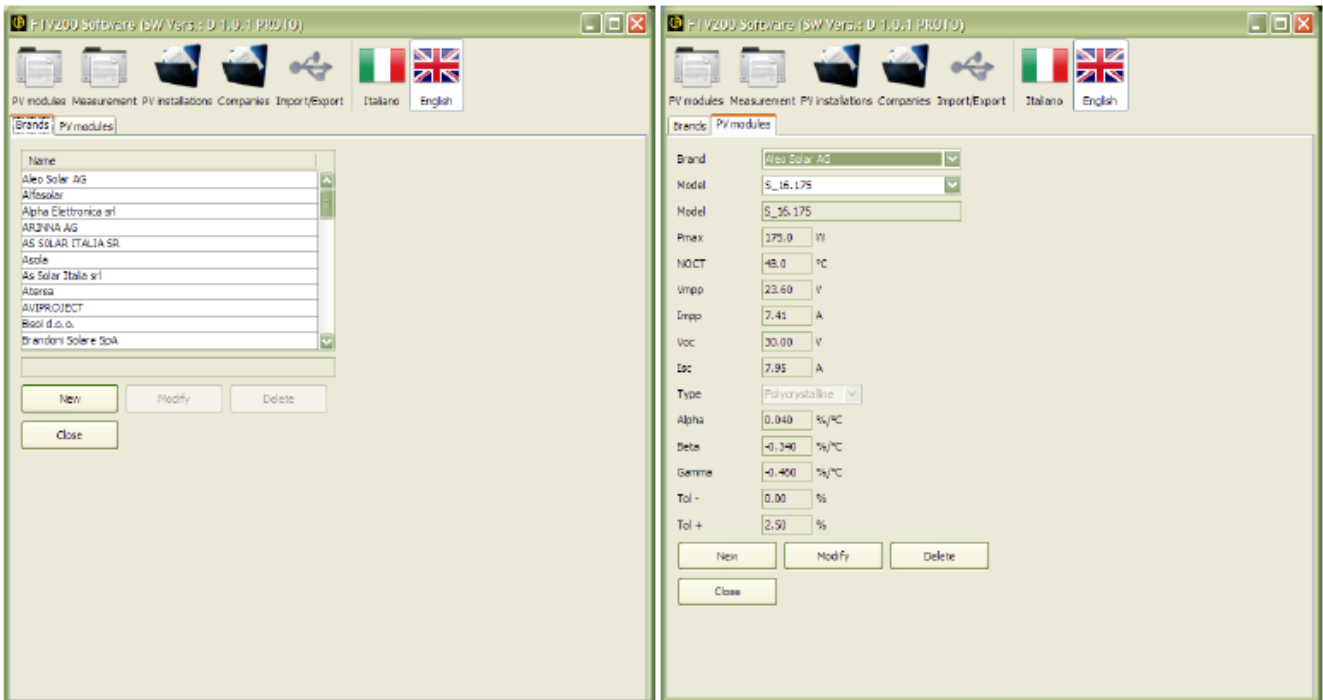 FTV200 Software (SW Vers.: D 1.0.1 PROTO)
PV modules Measurement PV installations Companies Import/Export Italiano English
Brands PV modules
Name
Aleo Solar AG
Alfasolar
Alpha Elettronica srl
ARINNA AG
AS SOLAR ITALIA SR
Asola
As Solar Italia srl
Atersa
AVIPROJECT
Bisol d.o.o.
Brandoni Solare SpA
New Modify Delete
Close
FTV200 Software (SW Vers.: D 1.0.1 PROTO)
PV modules Measurement PV installations Companies Import/Export Italiano English
Brands PV modules
Brand Aleo Solar AG
Model S_16.175
Model S_16.175
Pmax 175.0 W
NOCT 48.0 °C
Vmpp 23.60 V
Impp 7.41 A
Voc 30.00 V
Isc 7.95 A
Type Polycrystalline
Alpha 0.040 %/°C
Beta -0.340 %/°C
Gamma -0.460 %/°C
Tol - 0.00 %
Tol + 2.50 %
New Modify Delete
Close